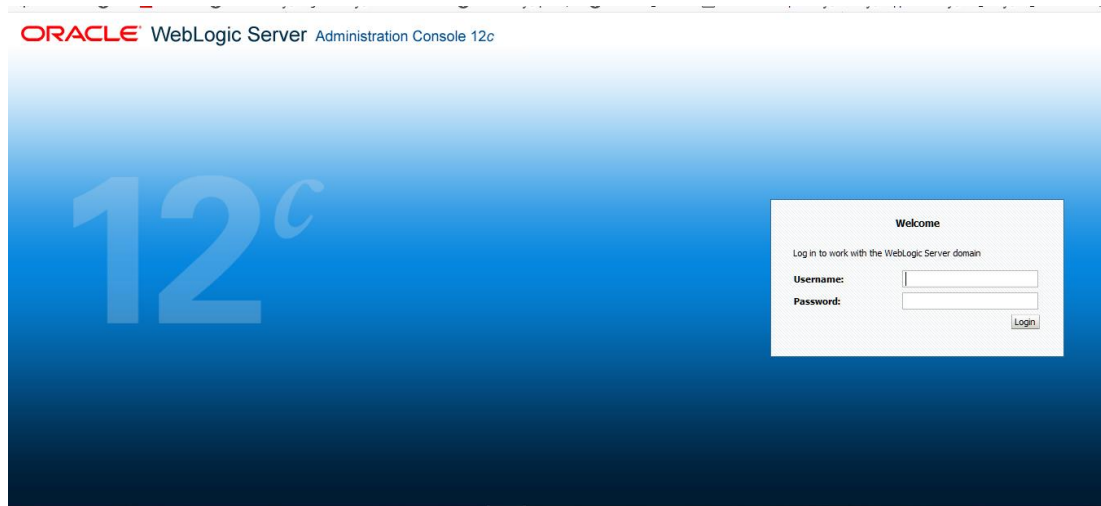 ORACLE WebLogic Server Administration Console 12c
12c
Welcome
Log in to work with the WebLogic Server domain
Username:
Password:
Login